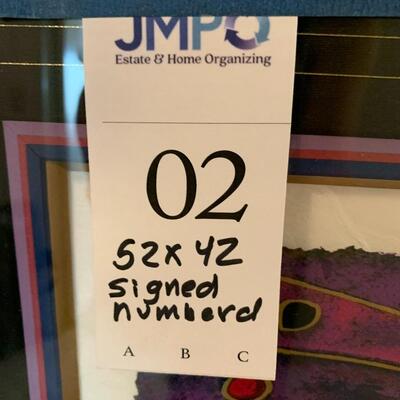 JMPO
Estate & Home Organizing
02
52x42
signed
numberd
A B C